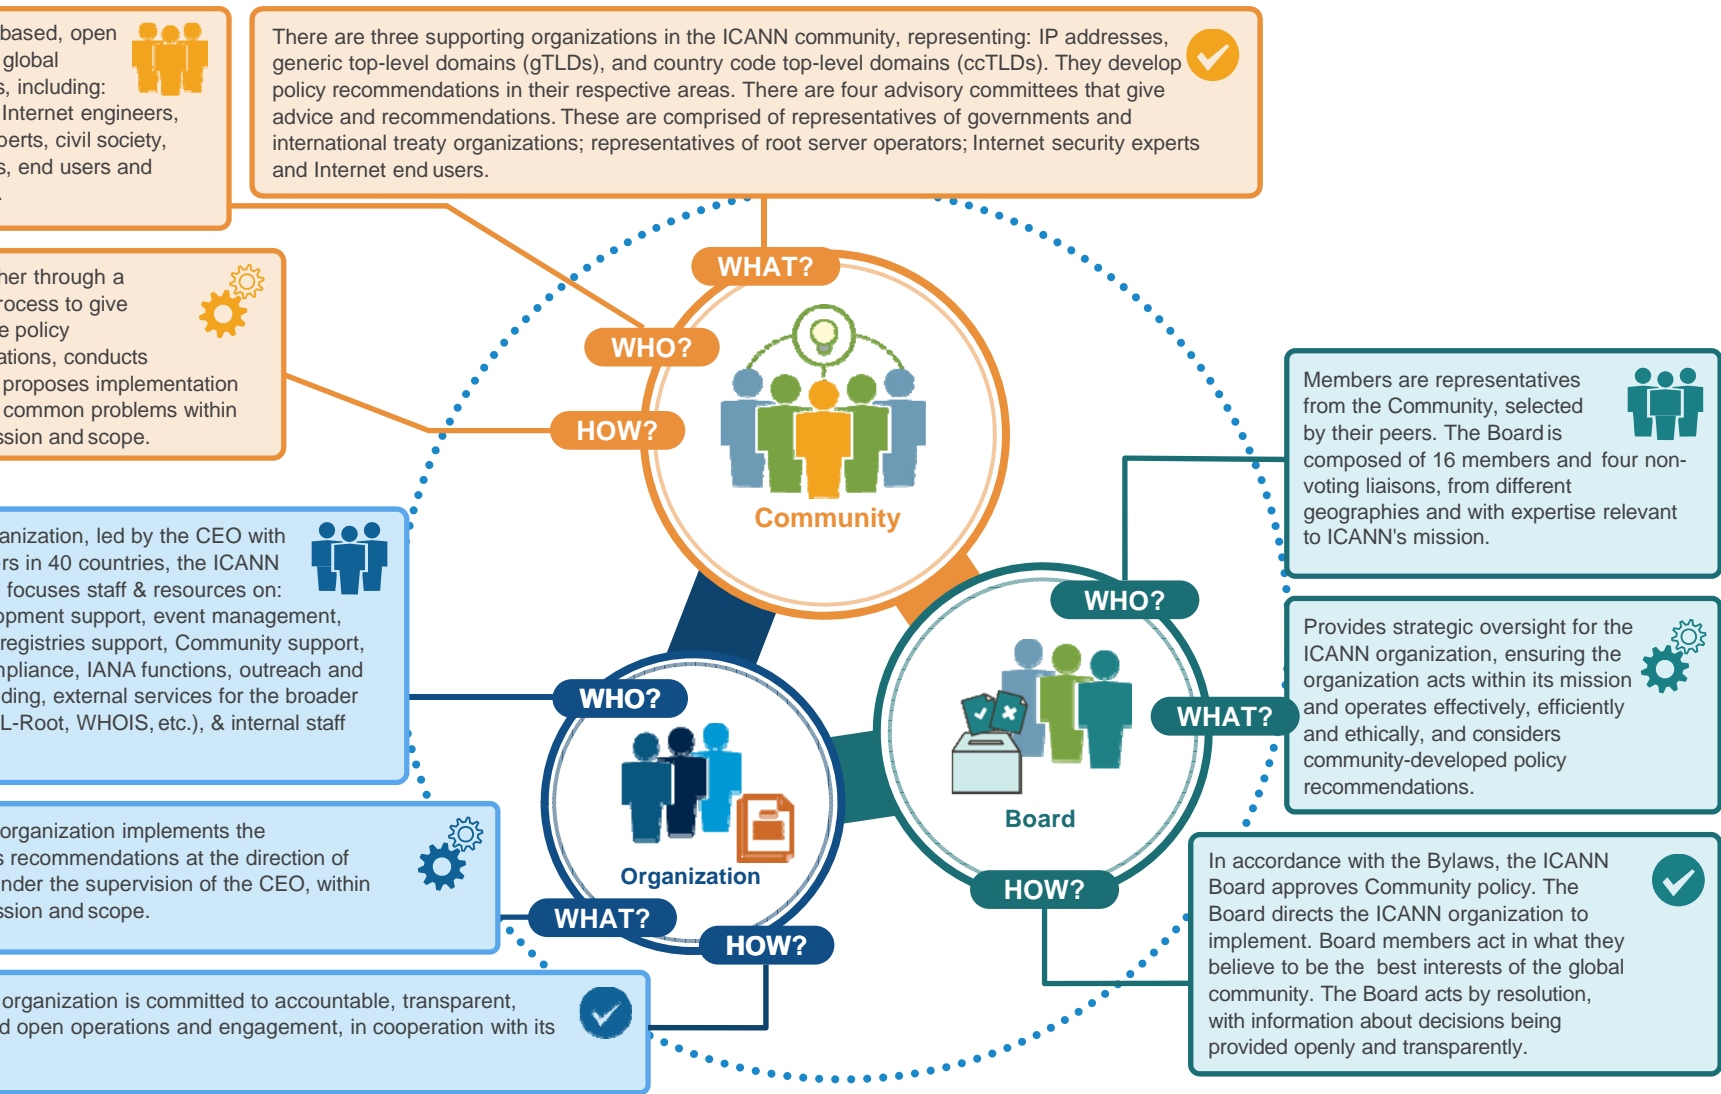 based, open
global
s, including:
Internet engineers,
perts, civil society,
s, end users and
.
There are three supporting organizations in the ICANN community, representing: IP addresses,
generic top-level domains (gTLDs), and country code top-level domains (ccTLDs). They develop
policy recommendations in their respective areas. There are four advisory committees that give
advice and recommendations. These are comprised of representatives of governments and
international treaty organizations; representatives of root server operators; Internet security experts
and Internet end users.
her through a
rocess to give
e policy
ations, conducts
proposes implementation
common problems within
ssion and scope.
WHAT?
WHO?
HOW?
Community
Members are representatives
from the Community, selected
by their peers. The Board is
composed of 16 members and four non-
voting liaisons, from different
geographies and with expertise relevant
to ICANN's mission.
anization, led by the CEO with
rs in 40 countries, the ICANN
focuses staff & resources on:
opment support, event management,
registries support, Community support,
mpliance, IANA functions, outreach and
ding, external services for the broader
L-Root, WHOIS, etc.), & internal staff
WHO?
Provides strategic oversight for the
ICANN organization, ensuring the
organization acts within its mission
and operates effectively, efficiently
and ethically, and considers
community-developed policy
recommendations.
WHO?
WHAT?
Board
HOW?
organization implements the
s recommendations at the direction of
nder the supervision of the CEO, within
ssion and scope.
Organization
WHAT?
HOW?
In accordance with the Bylaws, the ICANN
Board approves Community policy. The
Board directs the ICANN organization to
implement. Board members act in what they
believe to be the best interests of the global
community. The Board acts by resolution,
with information about decisions being
provided openly and transparently.
organization is committed to accountable, transparent,
d open operations and engagement, in cooperation with its